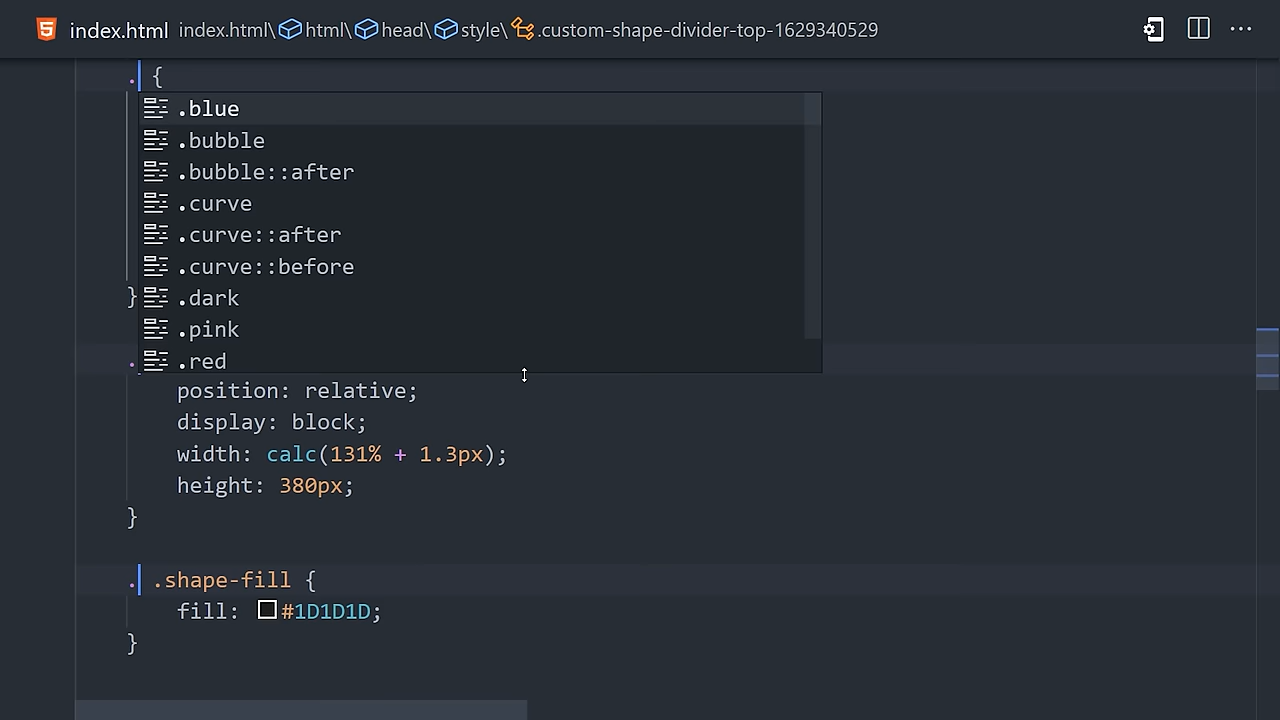 index.html index.html\html\head\style\.custom-shape-divider-top-1629340529 ...
. {
.blue
.bubble
.bubble::after
.curve
.curve::after
.curve::before
} .dark
.pink
. .red
position: relative;
display: block;
width: calc(131% + 1.3px);
height: 380px;
}
. .shape-fill {
fill: #1D1D1D;
}